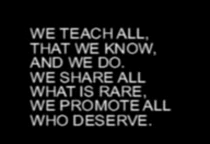 WE TEACH ALL,
THAT WE KNOW,
AND WE DO.
WE SHARE ALL
WHAT IS RARE,
WE PROMOTE ALL
WHO DESERVE.